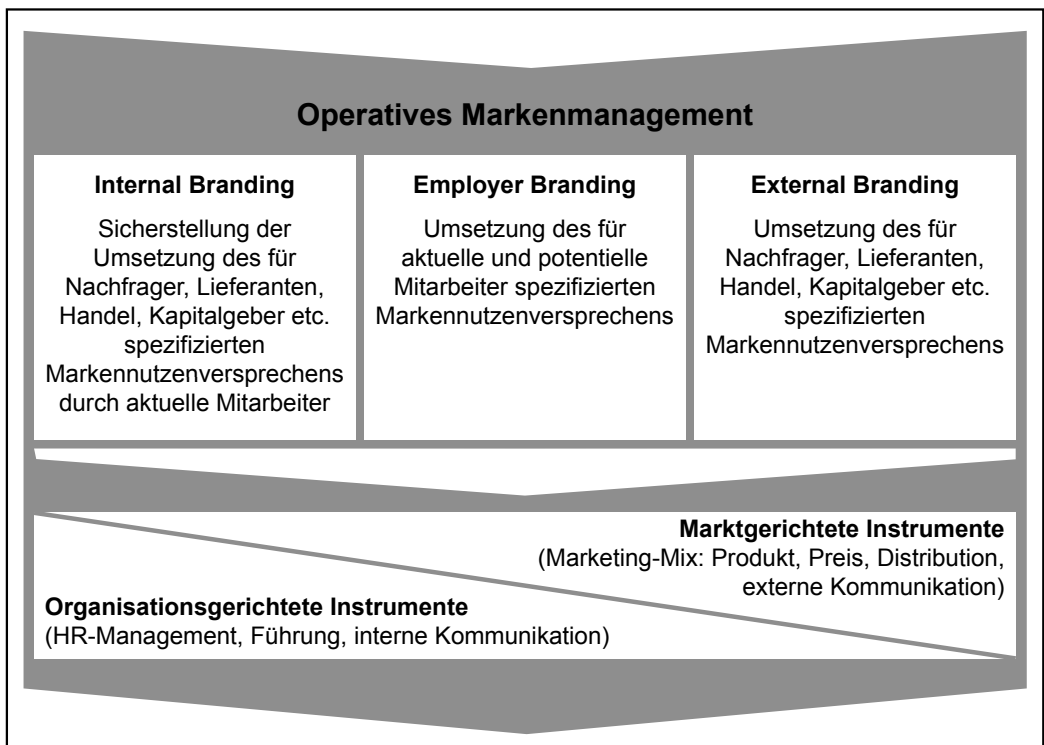 Operatives Markenmanagement
Internal Branding
Sicherstellung der
Umsetzung des für
Nachfrager, Lieferanten,
Handel, Kapitalgeber etc.
spezifizierten
Markennutzenversprechens
durch aktuelle Mitarbeiter
Employer Branding
Umsetzung des für
aktuelle und potentielle
Mitarbeiter spezifizierten
Markennutzenversprechens
External Branding
Umsetzung des für
Nachfrager, Lieferanten,
Handel, Kapitalgeber etc.
spezifizierten
Markennutzenversprechens
Marktgerichtete Instrumente
(Marketing-Mix: Produkt, Preis, Distribution,
externe Kommunikation)
Organisationsgerichtete Instrumente
(HR-Management, Führung, interne Kommunikation)